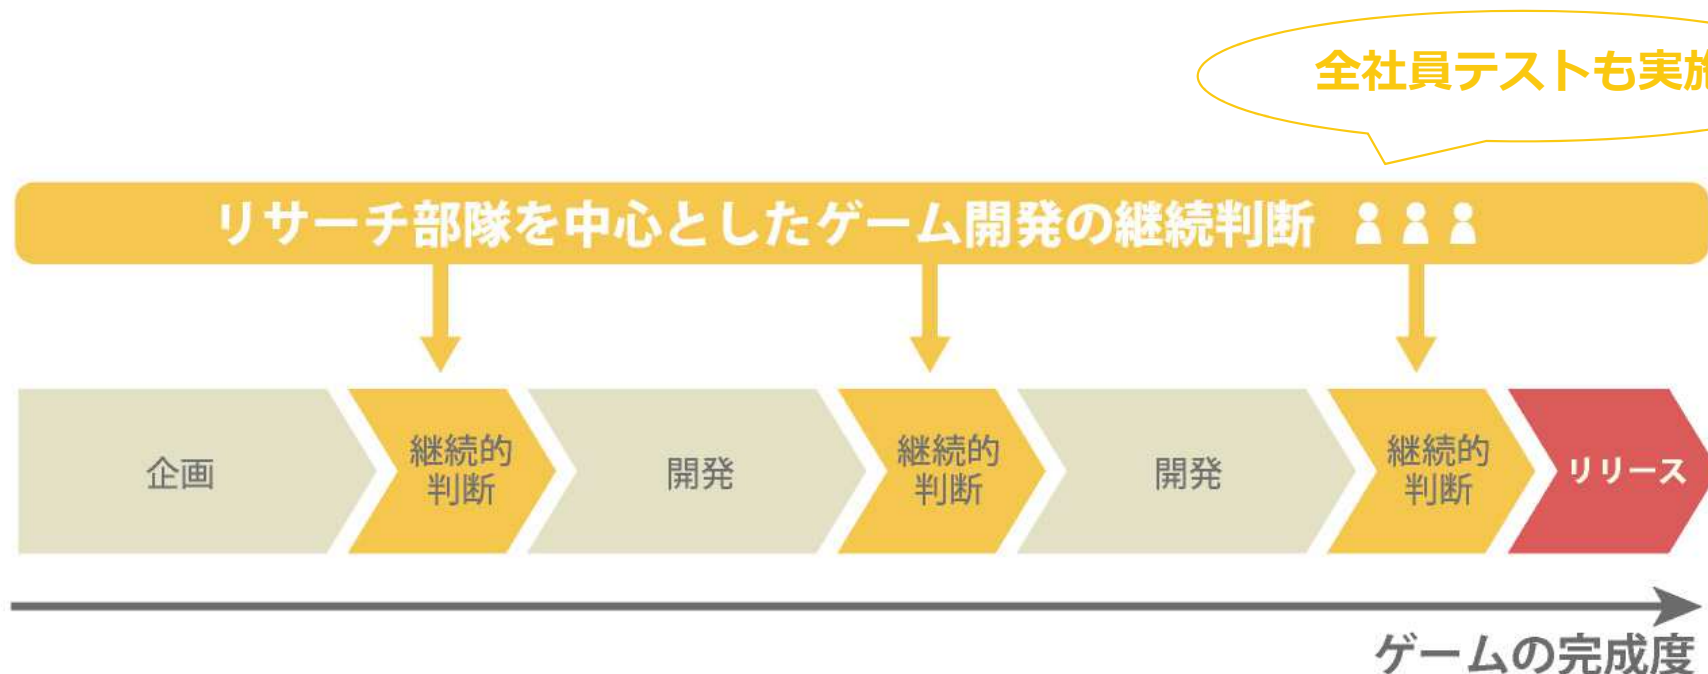 全社員テストも実施
リサーチ部隊を中心としたゲーム開発の継続判断
企画
継続的
判断
開発
継続的
判断
開発
継続的
判断
リリース
ゲームの完成度